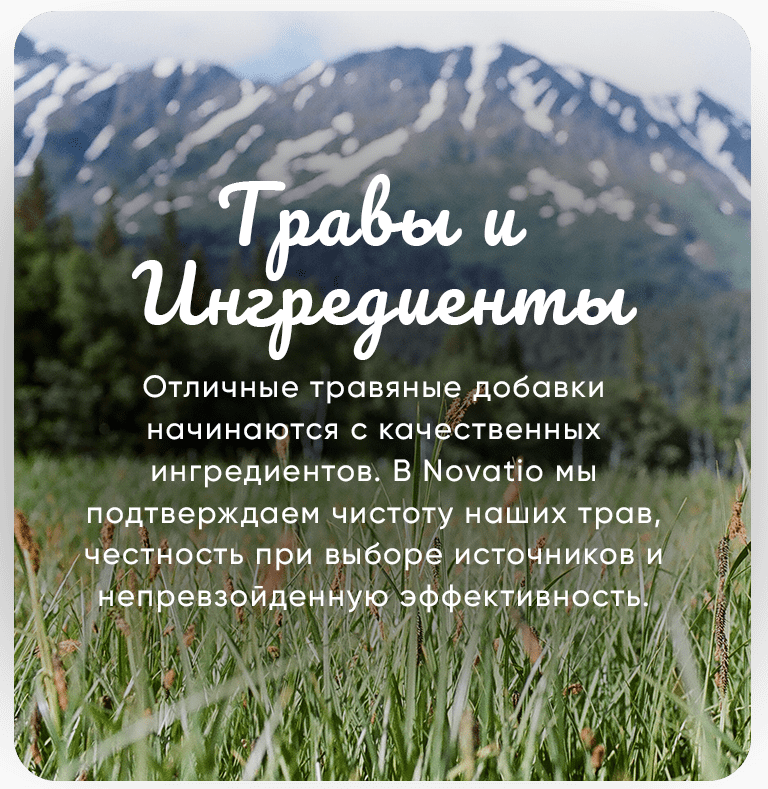 Травы и
Ингредиенты
Отличные травяные добавки
начинаются с качественных
ингредиентов. В Novatio мы
подтверждаем чистоту наших трав,
честность при выборе источников и
непревзойденную эффективность.